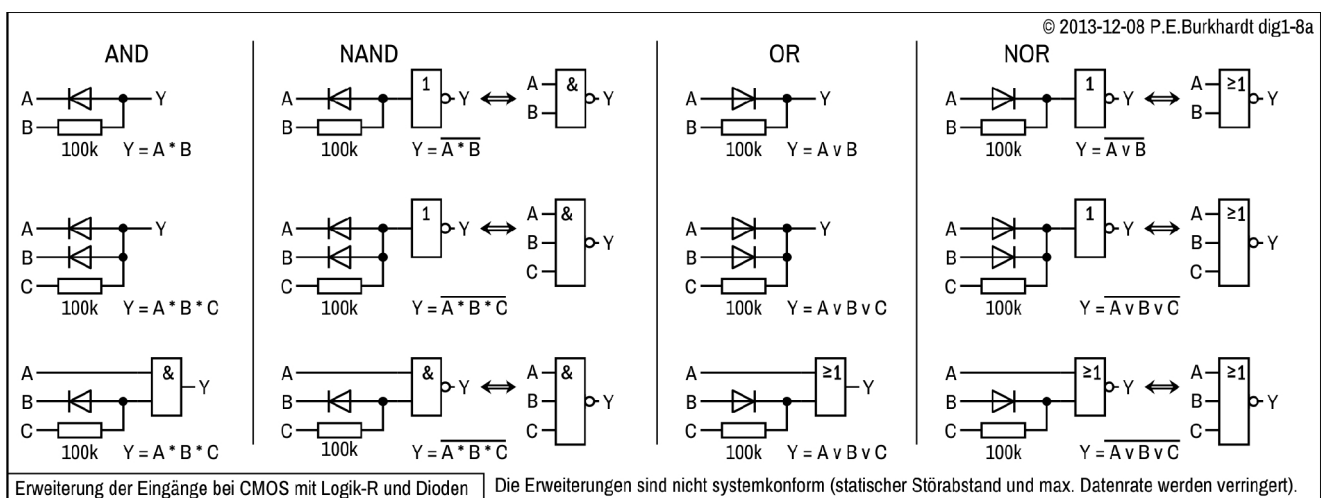 © 2013-12-08 P.E.Burkhardt dig1-8a
AND NAND OR NOR
A Y A 1 Y A & A Y A 1 Y A ≥1
B B B Y B B B Y
100k Y = A * B 100k Y = A * B 100k Y = A v B 100k Y = A v B
A Y A 1 Y A & A Y A 1 Y A ≥1
B B B Y B B B Y
C C C C C C
100k Y = A * B * C 100k Y = A * B * C 100k Y = A v B v C 100k Y = A v B v C
A & A & A & A ≥1 A ≥1 A ≥1
B Y B Y B Y B Y B Y B Y
C C C C C C
100k Y = A * B * C 100k Y = A * B * C 100k Y = A v B v C 100k Y = A v B v C
Erweiterung der Eingänge bei CMOS mit Logik-R und Dioden Die Erweiterungen sind nicht systemkonform (statischer Störabstand und max. Datenrate werden verringert).